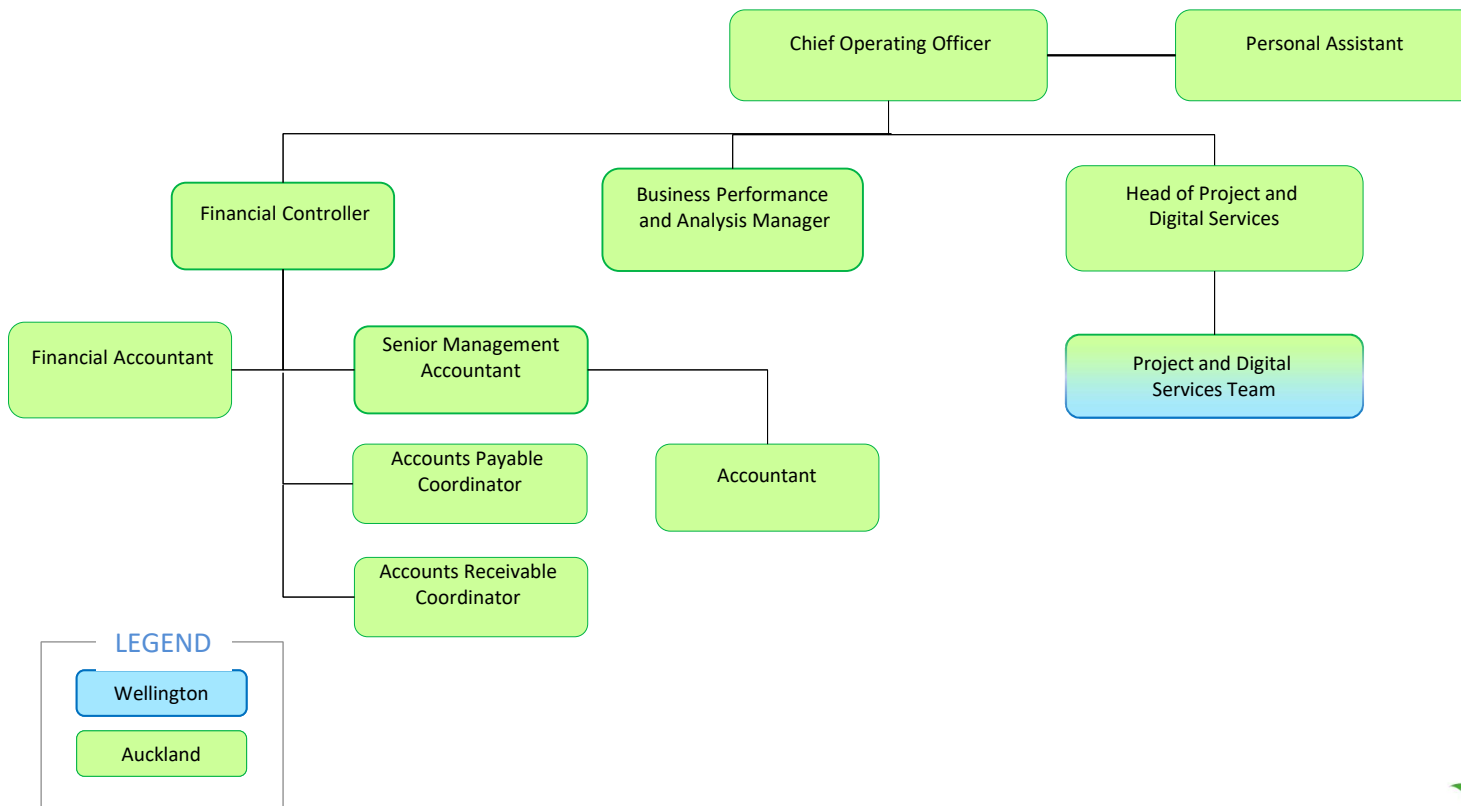 Chief Operating Officer
Personal Assistant
Financial Controller
Business Performance
and Analysis Manager
Head of Project and
Digital Services
Financial Accountant
Senior Management
Accountant
Project and Digital
Services Team
Accounts Payable
Coordinator
Accountant
Accounts Receivable
Coordinator
LEGEND
Wellington
Auckland